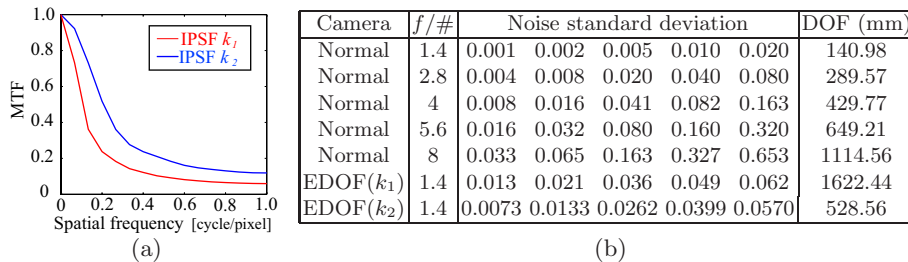 1.0
0.8
0.6
0.4
0.2
0
MTF
IPSF k1
IPSF k2
0 0.2 0.4 0.6 0.8 1.0
Spatial frequency [cycle/pixel]
(a)
Camera f/# Noise standard deviation DOF (mm)
Normal 1.4 0.001 0.002 0.005 0.010 0.020 140.98
Normal 2.8 0.004 0.008 0.020 0.040 0.080 289.57
Normal 4 0.008 0.016 0.041 0.082 0.163 429.77
Normal 5.6 0.016 0.032 0.080 0.160 0.320 649.21
Normal 8 0.033 0.065 0.163 0.327 0.653 1114.56
EDOF(k1) 1.4 0.013 0.021 0.036 0.049 0.062 1622.44
EDOF(k2) 1.4 0.0073 0.0133 0.0262 0.0399 0.0570 528.56
(b)